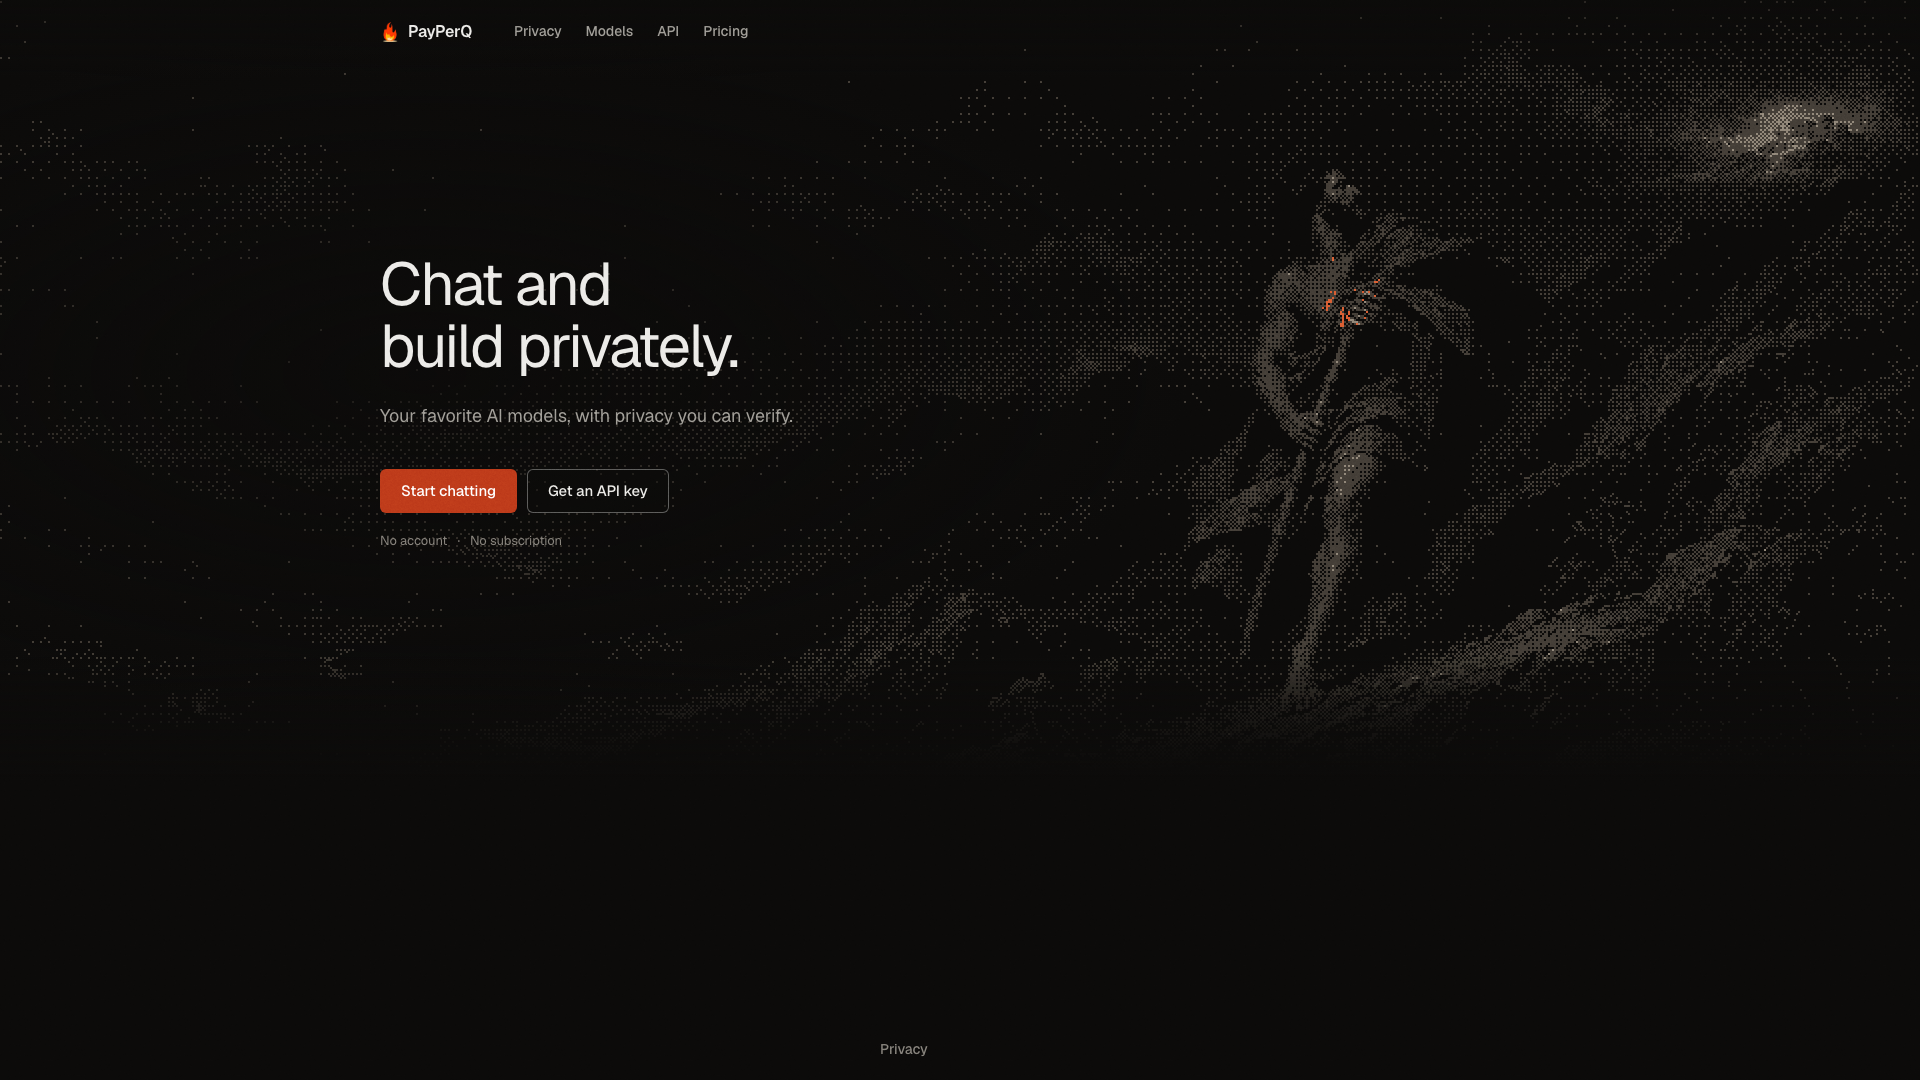 PayPerQ
Privacy
Models
API
Pricing
Chat and
build privately.
Your favorite AI models, with privacy you can verify.
Start chatting
Get an API key
No account · No subscription
Privacy